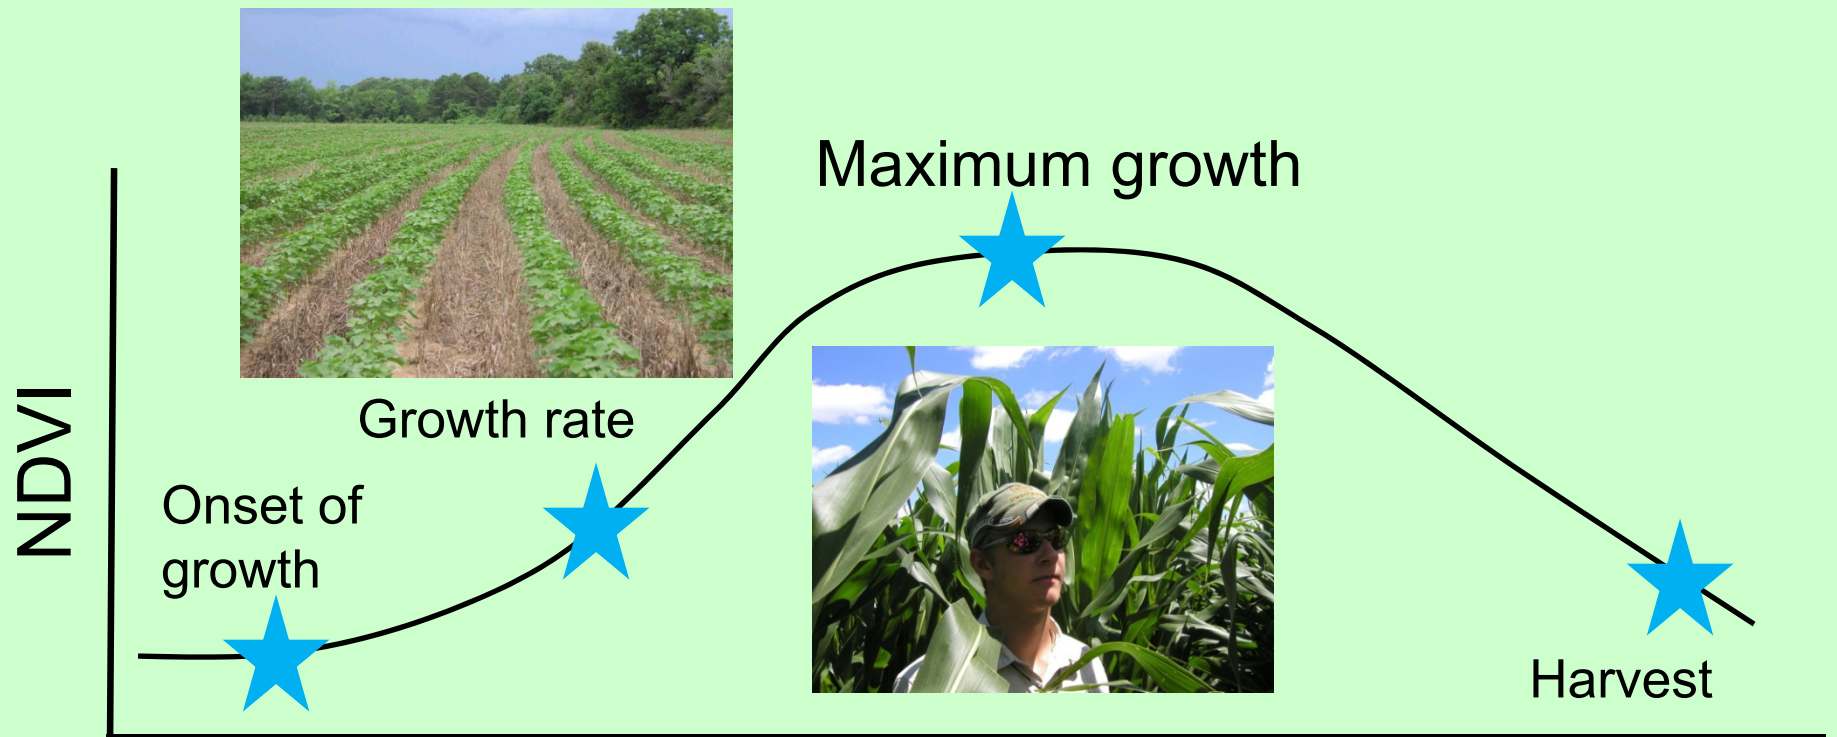 Maximum growth
Growth rate
Onset of
growth
NDVI
Harvest